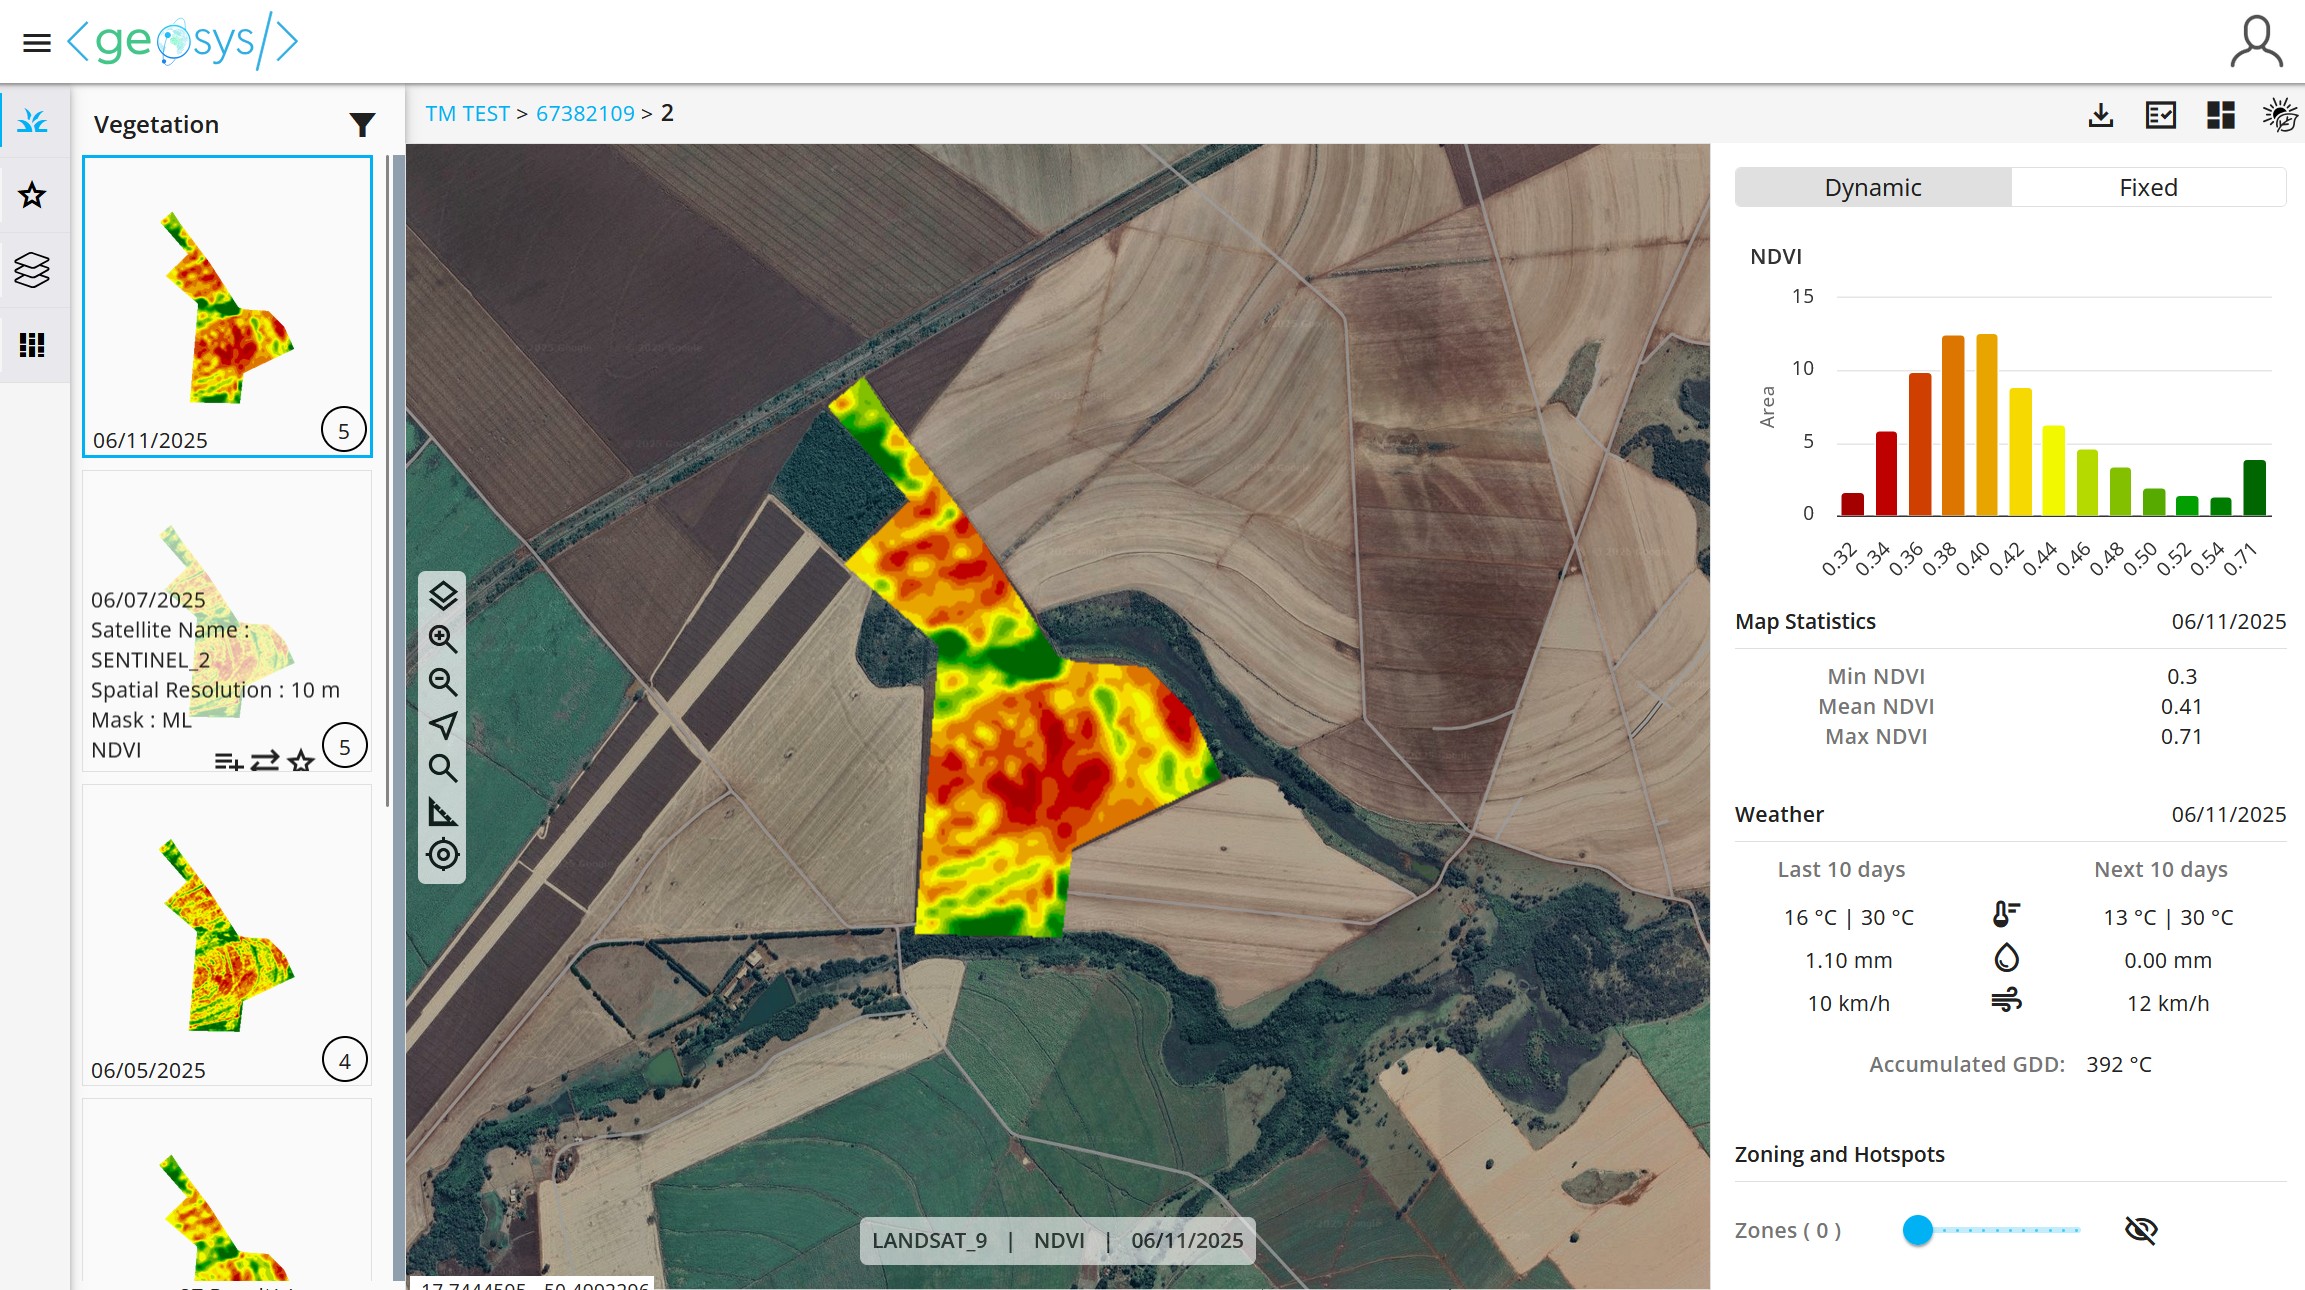 <geosys/>
Vegetation
06/11/2025
5
06/07/2025
Satellite Name :
SENTINEL_2
Spatial Resolution : 10 m
Mask : ML
NDVI
5
06/05/2025
4
TM TEST > 67382109 > 2
LANDSAT_9 | NDVI | 06/11/2025
Dynamic
Fixed
NDVI
Area
15
10
5
0
0.32 0.34 0.36 0.38 0.40 0.42 0.44 0.46 0.48 0.50 0.52 0.54 0.71
Map Statistics 06/11/2025
Min NDVI 0.3
Mean NDVI 0.41
Max NDVI 0.71
Weather 06/11/2025
Last 10 days Next 10 days
16 °C | 30 °C 13 °C | 30 °C
1.10 mm 0.00 mm
10 km/h 12 km/h
Accumulated GDD: 392 °C
Zoning and Hotspots
Zones ( 0 )